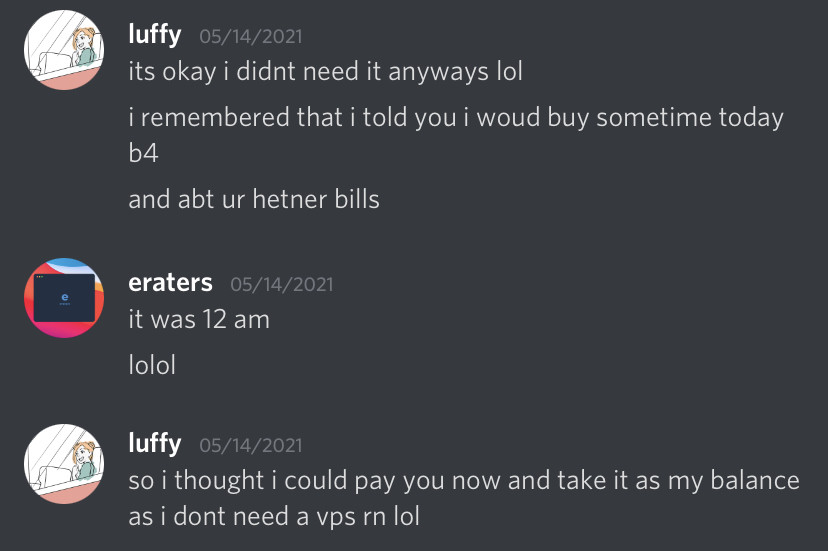 luffy 05/14/2021
its okay i didnt need it anyways lol
i remembered that i told you i woud buy sometime today
b4
and abt ur hetner bills
e
eraters 05/14/2021
it was 12 am
lolol
luffy 05/14/2021
so i thought i could pay you now and take it as my balance
as i dont need a vps rn lol